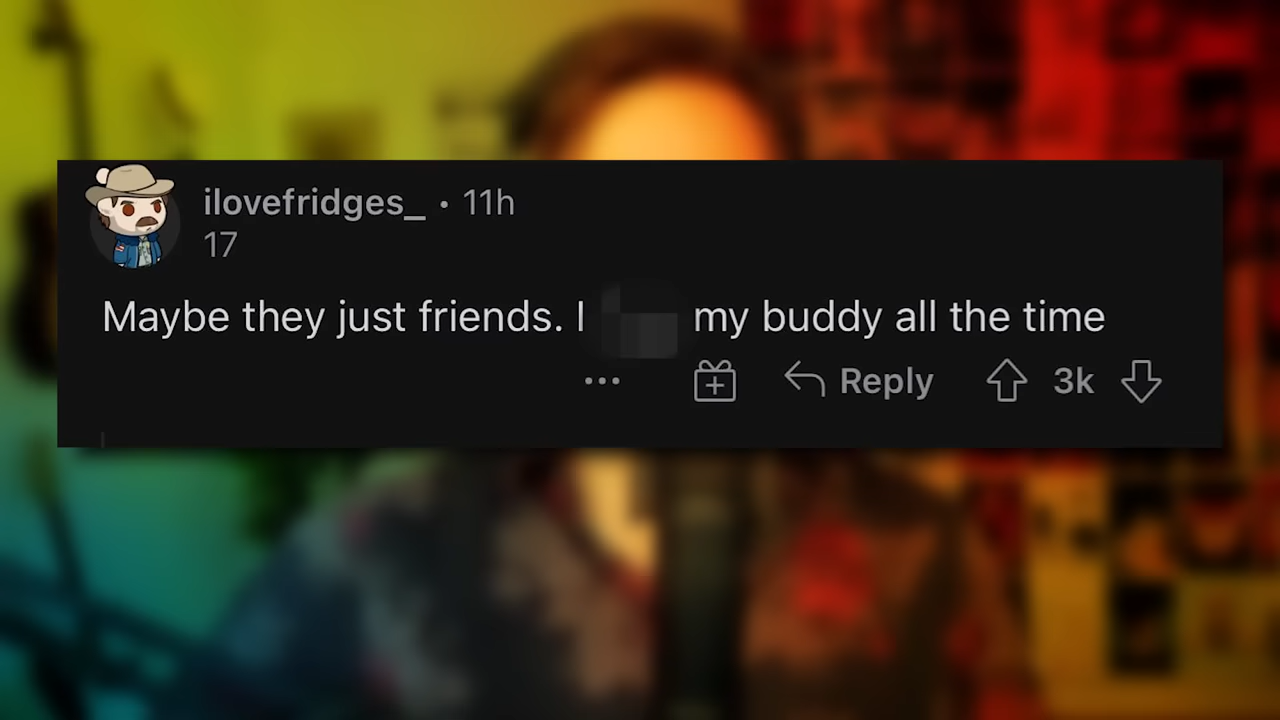 ilovefridges_ • 11h
17
Maybe they just friends. I my buddy all the time
••• Reply 3k